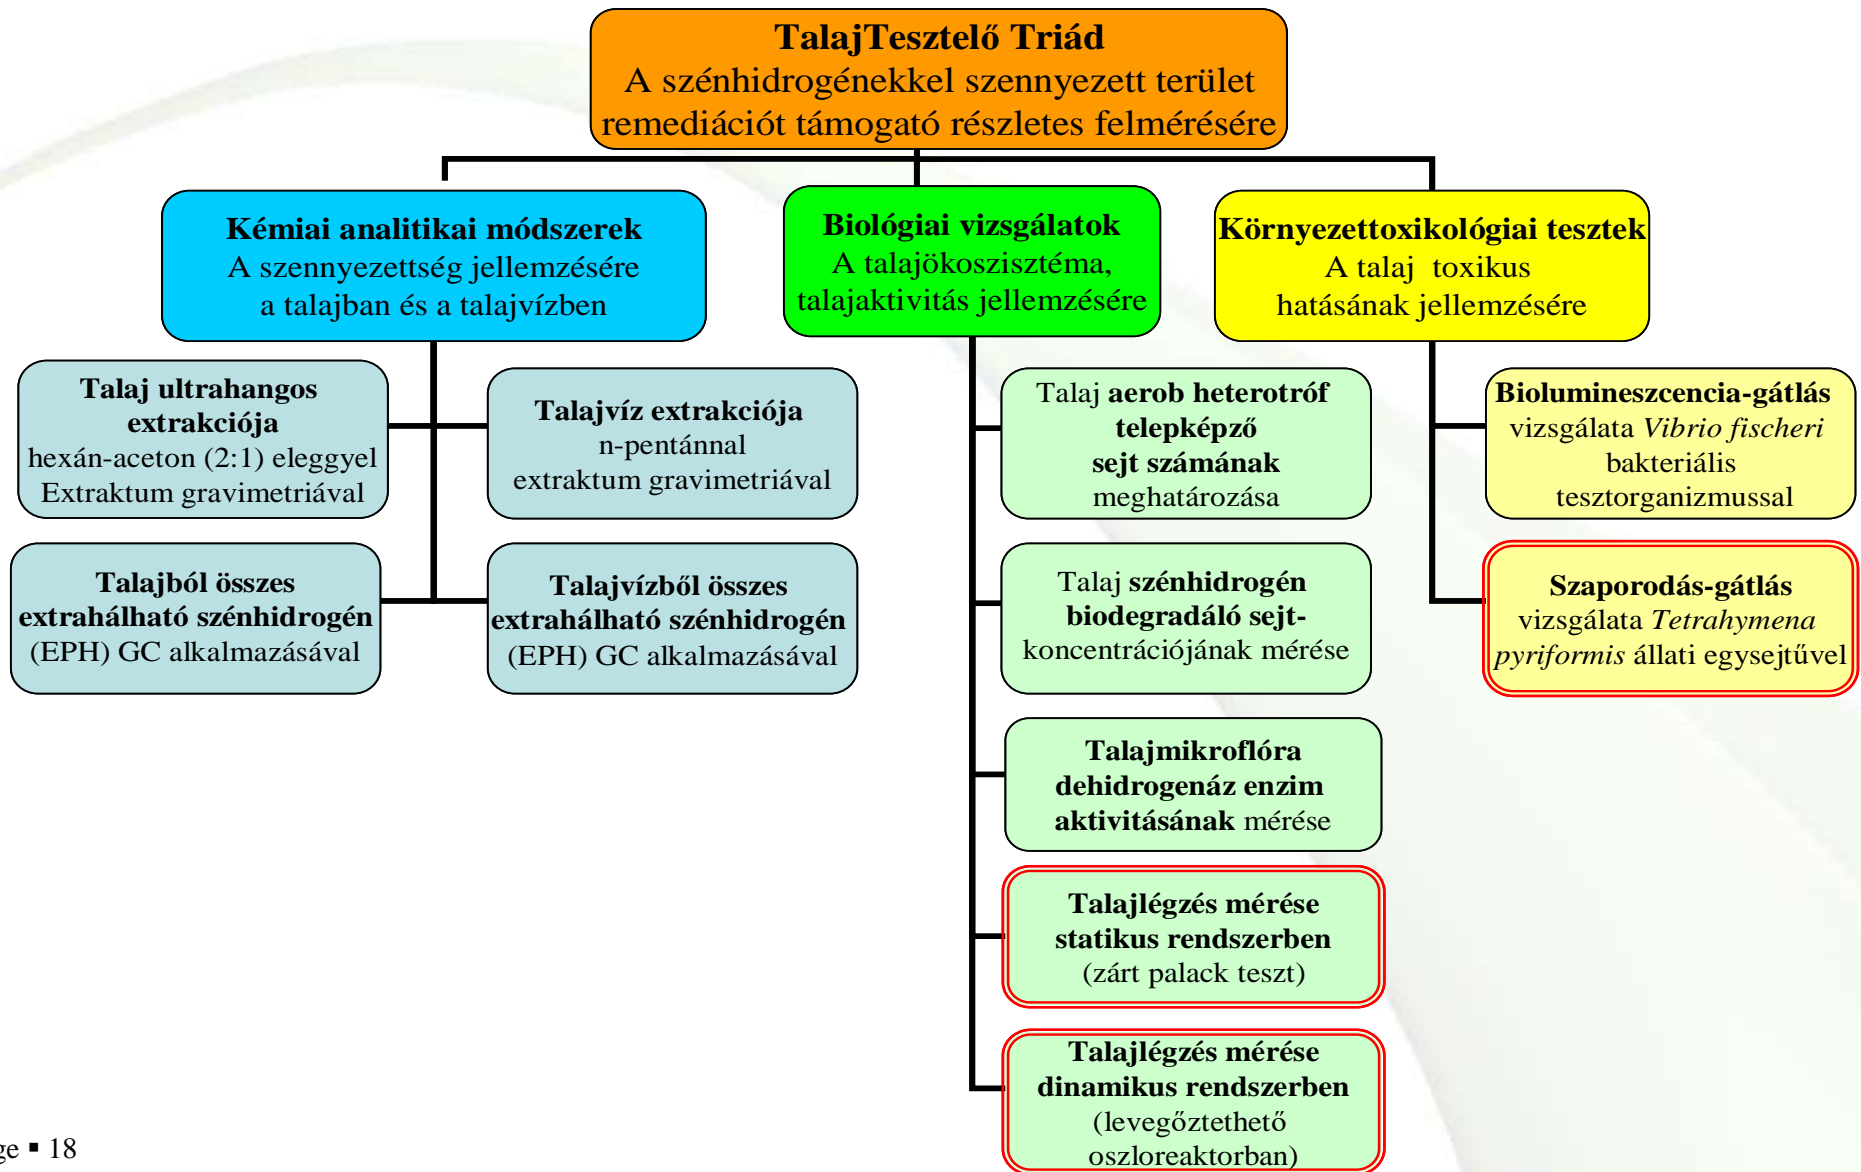 TalajTesztelő Triád
A szénhidrogénekkel szennyezett terület
remediációt támogató részletes felmérésére
Kémiai analitikai módszerek
A szennyezettség jellemzésére
a talajban és a talajvízben
Biológiai vizsgálatok
A talajökoszisztéma,
talajaktivitás jellemzésére
Környezettoxikológiai tesztek
A talaj toxikus
hatásának jellemzésére
Talaj ultrahangos
extrakciója
hexán-aceton (2:1) eleggyel
Extraktum gravimetriával
Talajvíz extrakciója
n-pentánnal
extraktum gravimetriával
Talajból összes
extrahálható szénhidrogén
(EPH) GC alkalmazásával
Talajvízből összes
extrahálható szénhidrogén
(EPH) GC alkalmazásával
Talaj aerob heterotróf
telepképző
sejt számának
meghatározása
Talaj szénhidrogén
biodegradáló sejt-
koncentrációjának mérése
Talajmikroflóra
dehidrogenáz enzim
aktivitásának mérése
Talajlégzés mérése
statikus rendszerben
(zárt palack teszt)
Talajlégzés mérése
dinamikus rendszerben
(levegőztethető
oszloreaktorban)
Biolumineszcencia-gátlás
vizsgálata Vibrio fischeri
bakteriális
tesztorganizmussal
Szaporodás-gátlás
vizsgálata Tetrahymena
pyriformis állati egysejtűvel
ge ▪ 18